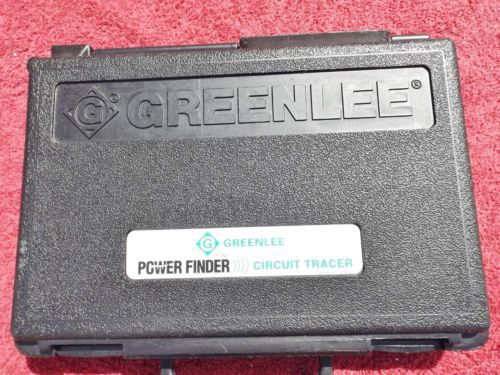 G® GREENLEE®
G GREENLEE
POWER FINDER))))) CIRCUIT TRACER